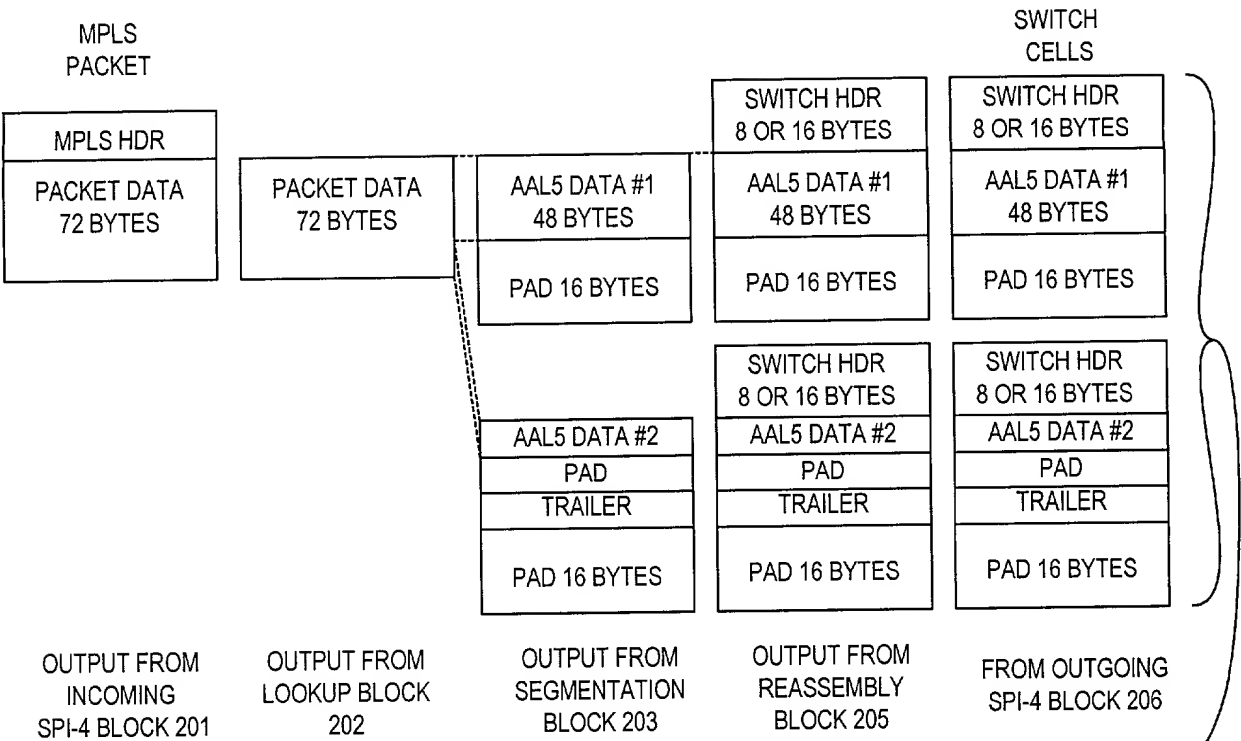 MPLS
PACKET
MPLS HDR
PACKET DATA
72 BYTES
OUTPUT FROM
INCOMING
SPI-4 BLOCK 201
PACKET DATA
72 BYTES
OUTPUT FROM
LOOKUP BLOCK
202
AAL5 DATA #1
48 BYTES
PAD 16 BYTES
AAL5 DATA #2
PAD
TRAILER
PAD 16 BYTES
OUTPUT FROM
SEGMENTATION
BLOCK 203
SWITCH HDR
8 OR 16 BYTES
AAL5 DATA #1
48 BYTES
PAD 16 BYTES
SWITCH HDR
8 OR 16 BYTES
AAL5 DATA #2
PAD
TRAILER
PAD 16 BYTES
OUTPUT FROM
REASSEMBLY
BLOCK 205
SWITCH
CELLS
SWITCH HDR
8 OR 16 BYTES
AAL5 DATA #1
48 BYTES
PAD 16 BYTES
SWITCH HDR
8 OR 16 BYTES
AAL5 DATA #2
PAD
TRAILER
PAD 16 BYTES
FROM OUTGOING
SPI-4 BLOCK 206